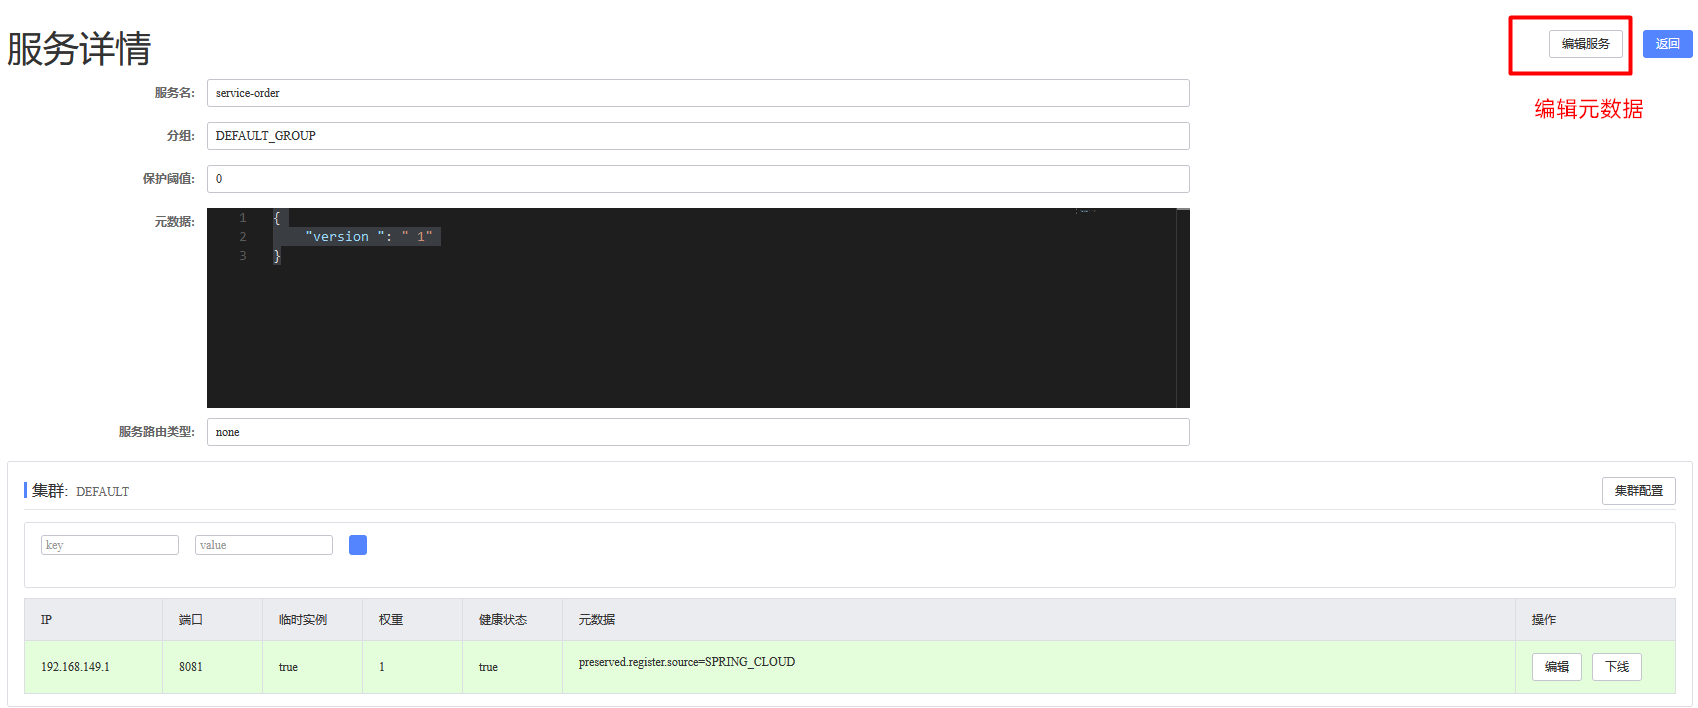 服务详情
编辑服务
返回
编辑元数据
服务名:
service-order
分组:
DEFAULT_GROUP
保护阈值:
0
元数据:
1 {
2 "version ": " 1"
3 }
服务路由类型:
none
集群: DEFAULT
集群配置
key value
IP 端口 临时实例 权重 健康状态 元数据 操作
192.168.149.1 8081 true 1 true preserved.register.source=SPRING_CLOUD 编辑 下线